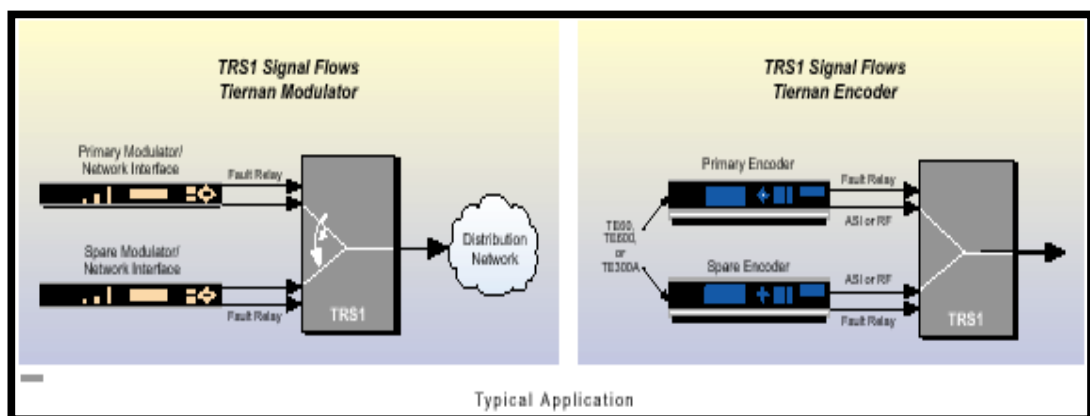 TRS1 Signal Flows
Tiernan Modulator
Primary Modulator/
Network Interface
Fault Relay
Spare Modulator/
Network Interface
Fault Relay
TRS1
Distribution
Network
TRS1 Signal Flows
Tiernan Encoder
Primary Encoder
Fault Relay
ASI or RF
TE60,
TE600,
or
TE300A
Spare Encoder
ASI or RF
Fault Relay
TRS1
Typical Application